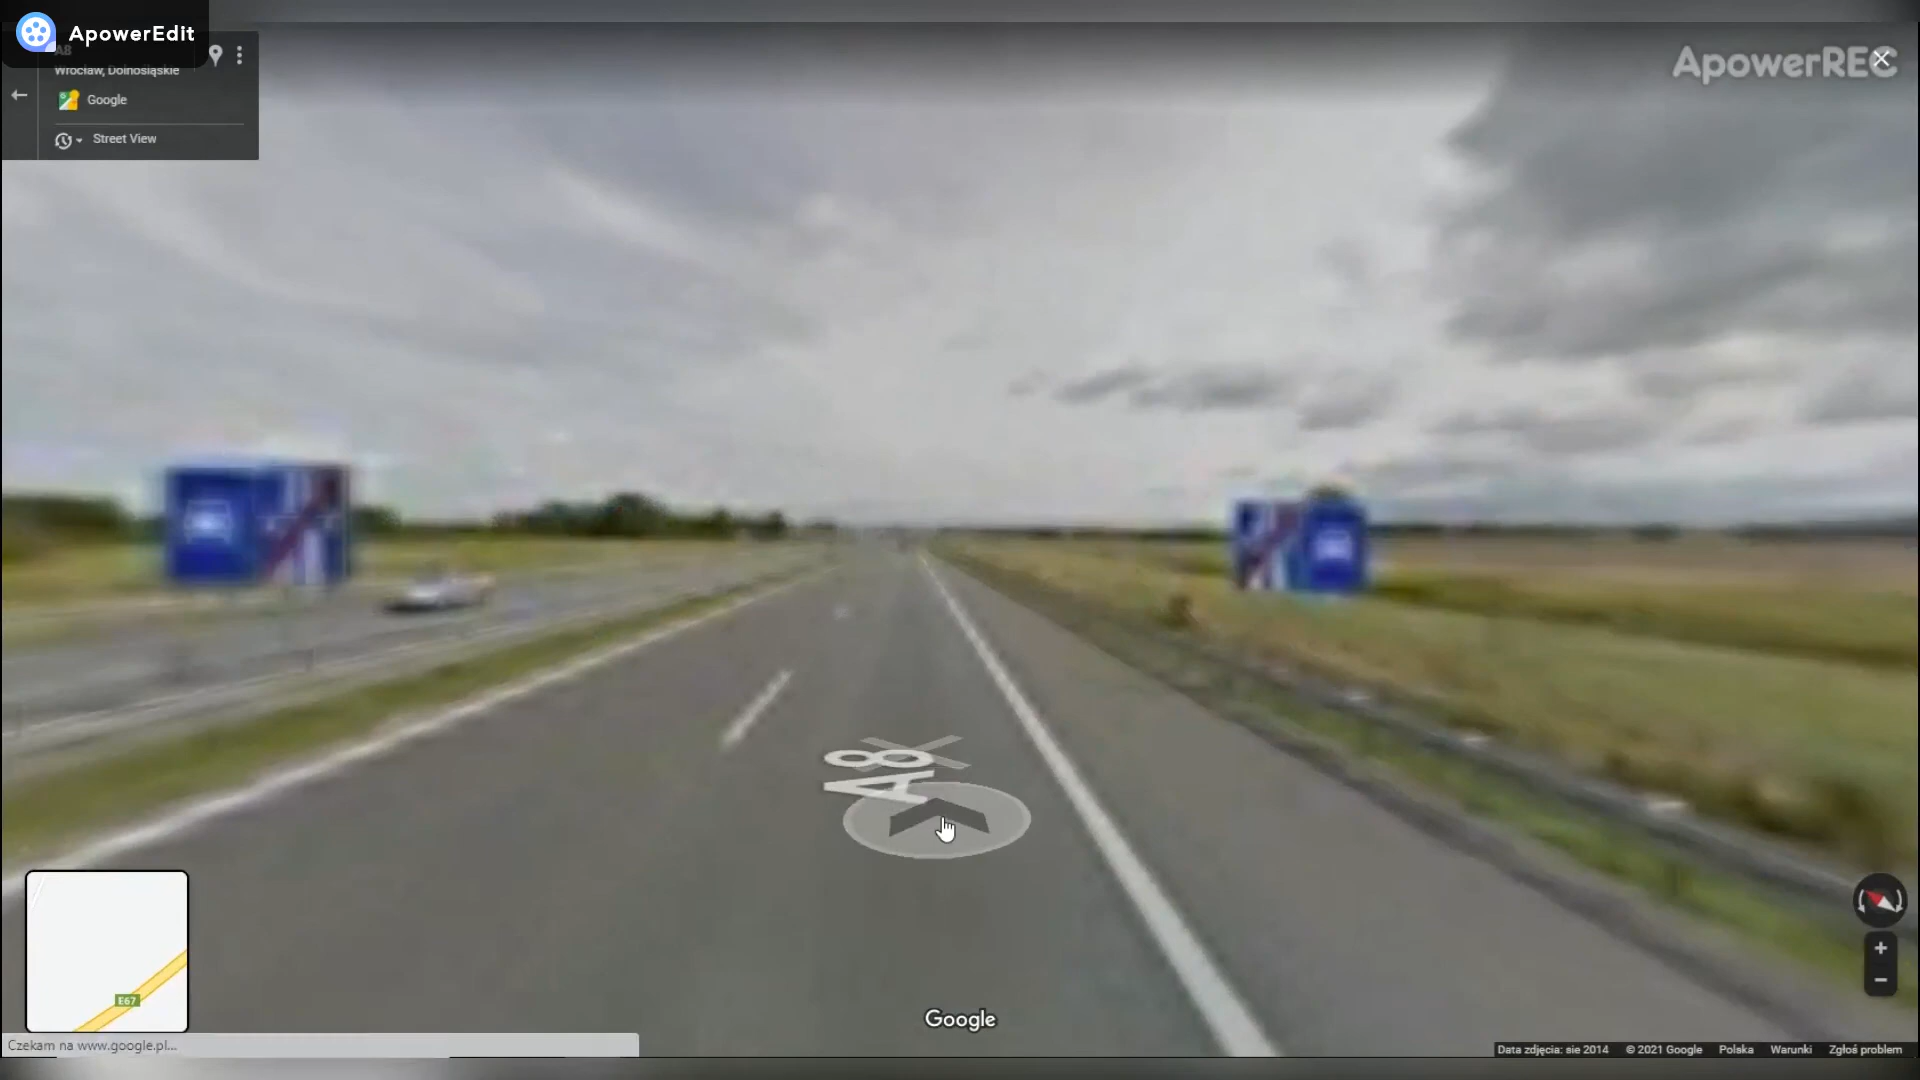 ApowerEdit
ApowerREC
A8
Wrocław, Dolnośląskie
Google
Street View
A8
E67
Google
Czekam na www.google.pl...
Data zdjęcia: sie 2014 © 2021 Google Polska Warunki Zgłoś problem